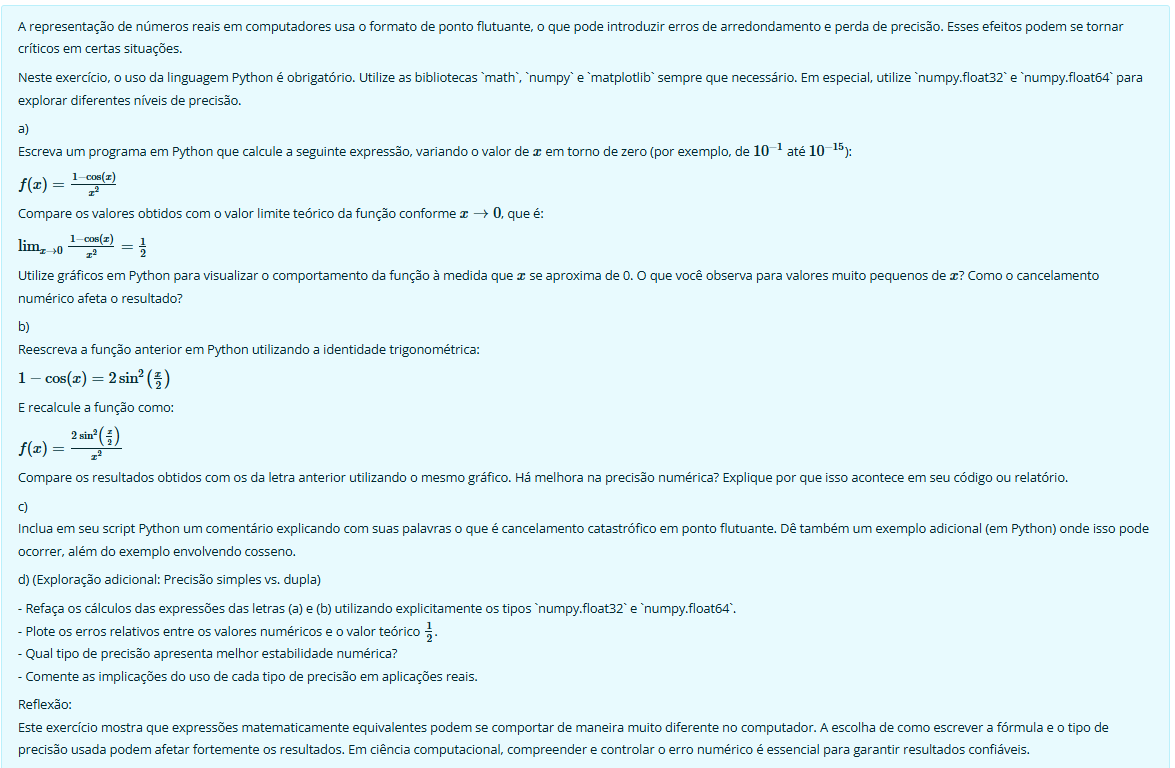 A representação de números reais em computadores usa o formato de ponto flutuante, o que pode introduzir erros de arredondamento e perda de precisão. Esses efeitos podem se tornar
críticos em certas situações.
Neste exercício, o uso da linguagem Python é obrigatório. Utilize as bibliotecas `math`, `numpy` e `matplotlib` sempre que necessário. Em especial, utilize `numpy.float32` e `numpy.float64` para
explorar diferentes níveis de precisão.
a)
Escreva um programa em Python que calcule a seguinte expressão, variando o valor de x em torno de zero (por exemplo, de 10^{-1} até 10^{-15}):
f(x) = \frac{1-cos(x)}{x^2}
Compare os valores obtidos com o valor limite teórico da função conforme x → 0, que é:
lim_{x→0} \frac{1-cos(x)}{x^2} = \frac{1}{2}
Utilize gráficos em Python para visualizar o comportamento da função à medida que x se aproxima de 0. O que você observa para valores muito pequenos de x? Como o cancelamento
numérico afeta o resultado?
b)
Reescreva a função anterior em Python utilizando a identidade trigonométrica:
1 − cos(x) = 2 sin^2(\frac{x}{2})
E recalcule a função como:
f(x) = \frac{2 sin^2(\frac{x}{2})}{x^2}
Compare os resultados obtidos com os da letra anterior utilizando o mesmo gráfico. Há melhora na precisão numérica? Explique por que isso acontece em seu código ou relatório.
c)
Inclua em seu script Python um comentário explicando com suas palavras o que é cancelamento catastrófico em ponto flutuante. Dê também um exemplo adicional (em Python) onde isso pode
ocorrer, além do exemplo envolvendo cosseno.
d) (Exploração adicional: Precisão simples vs. dupla)
- Refaça os cálculos das expressões das letras (a) e (b) utilizando explicitamente os tipos `numpy.float32` e `numpy.float64`.
- Plote os erros relativos entre os valores numéricos e o valor teórico \frac{1}{2}.
- Qual tipo de precisão apresenta melhor estabilidade numérica?
- Comente as implicações do uso de cada tipo de precisão em aplicações reais.
Reflexão:
Este exercício mostra que expressões matematicamente equivalentes podem se comportar de maneira muito diferente no computador. A escolha de como escrever a fórmula e o tipo de
precisão usada podem afetar fortemente os resultados. Em ciência computacional, compreender e controlar o erro numérico é essencial para garantir resultados confiáveis.